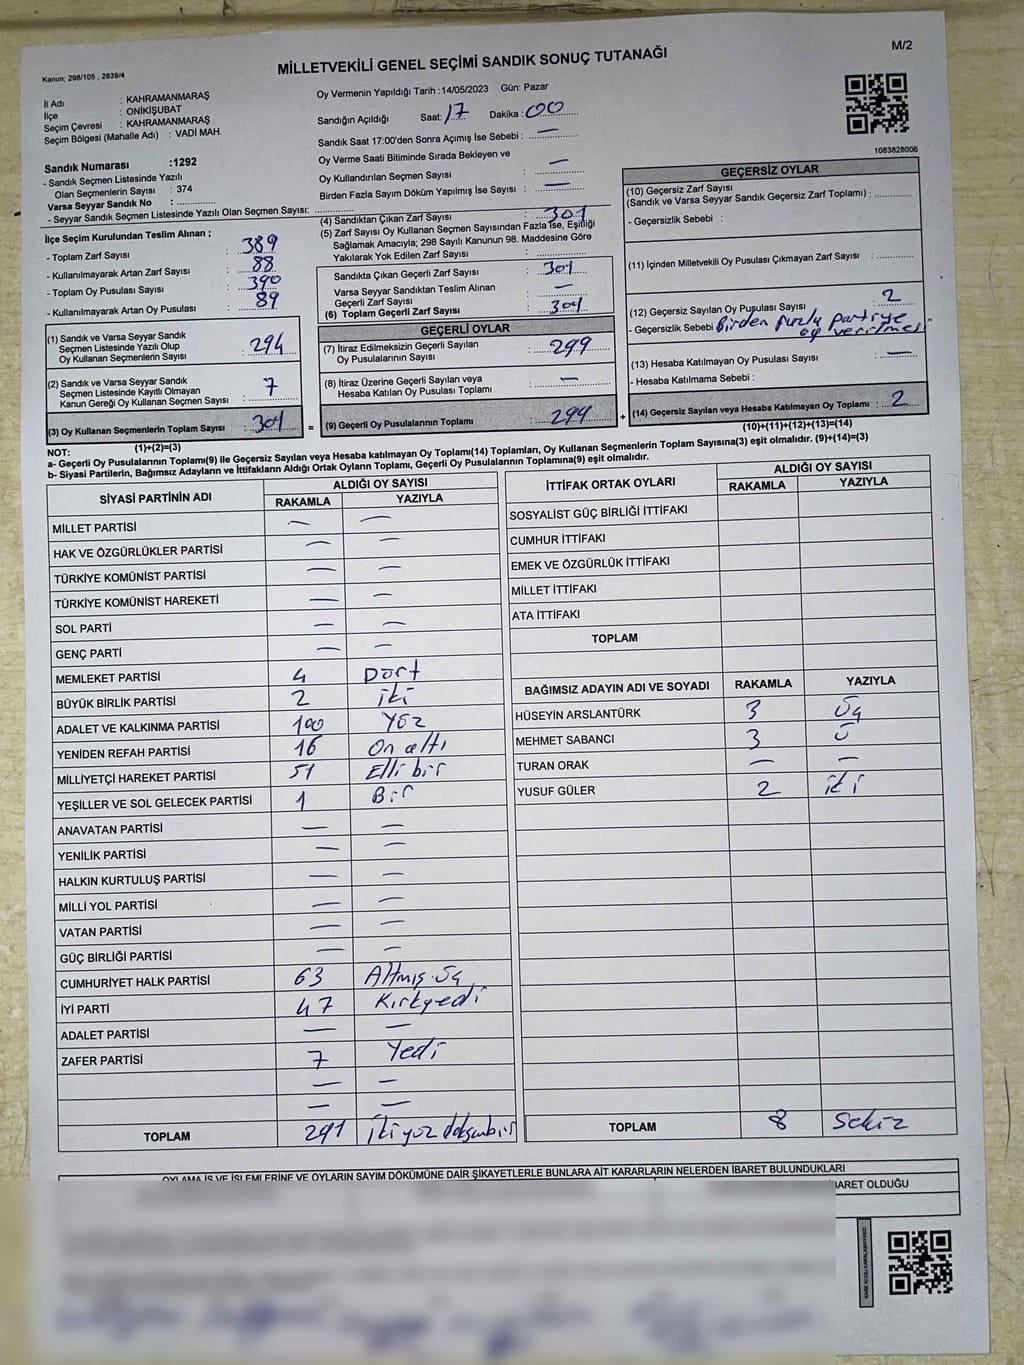 M/2
Kanun; 298/105 , 2839/4
MİLLETVEKİLİ GENEL SEÇİMİ SANDIK SONUÇ TUTANAĞI
İl Adı : KAHRAMANMARAŞ
İlçe : ONİKİŞUBAT
Seçim Çevresi : KAHRAMANMARAŞ
Seçim Bölgesi (Mahalle Adı) : VADİ MAH.
Sandık Numarası :1292
- Sandık Seçmen Listesinde Yazılı
Olan Seçmenlerin Sayısı : 374
Varsa Seyyar Sandık No :
- Seyyar Sandık Seçmen Listesinde Yazılı Olan Seçmen Sayısı:
Oy Vermenin Yapıldığı Tarih :14/05/2023 Gün: Pazar
Sandığın Açıldığı Saat: 17 Dakika: 00
Sandık Saat 17:00'den Sonra Açımış İse Sebebi : —
Oy Verme Saati Bitiminde Sırada Bekleyen ve
Oy Kullandırılan Seçmen Sayısı : —
Birden Fazla Sayım Döküm Yapılmış İse Sayısı : —
1083828006
İlçe Seçim Kurulundan Teslim Alınan ;
- Toplam Zarf Sayısı : 389
- Kullanılmayarak Artan Zarf Sayısı : 88
- Toplam Oy Pusulası Sayısı : 390
- Kullanılmayarak Artan Oy Pusulası : 89
(1) Sandık ve Varsa Seyyar Sandık
Seçmen Listesinde Yazılı Olup
Oy Kullanan Seçmenlerin Sayısı : 294
(2) Sandık ve Varsa Seyyar Sandık
Seçmen Listesinde Kayıtlı Olmayan
Kanun Gereği Oy Kullanan Seçmen Sayısı : 7
(3) Oy Kullanan Seçmenlerin Toplam Sayısı : 301
(1)+(2)=(3)
(4) Sandıktan Çıkan Zarf Sayısı : 301
(5) Zarf Sayısı Oy Kullanan Seçmen Sayısından Fazla İse, Eşitliği
Sağlamak Amacıyla; 298 Sayılı Kanunun 98. Maddesine Göre
Yakılarak Yok Edilen Zarf Sayısı :
Sandıkta Çıkan Geçerli Zarf Sayısı : 301
Varsa Seyyar Sandıktan Teslim Alınan
Geçerli Zarf Sayısı : —
(6) Toplam Geçerli Zarf Sayısı : 301
GEÇERLİ OYLAR
(7) İtiraz Edilmeksizin Geçerli Sayılan
Oy Pusulalarının Sayısı : 299
(8) İtiraz Üzerine Geçerli Sayılan veya
Hesaba Katılan Oy Pusulası Toplamı : —
= (9) Geçerli Oy Pusulalarının Toplamı : 299
GEÇERSİZ OYLAR
(10) Geçersiz Zarf Sayısı
(Sandık ve Varsa Seyyar Sandık Geçersiz Zarf Toplamı) :
- Geçersizlik Sebebi :
(11) İçinden Milletvekili Oy Pusulası Çıkmayan Zarf Sayısı :
(12) Geçersiz Sayılan Oy Pusulası Sayısı : 2
- Geçersizlik Sebebi : Birden fazla partiye
oy verilmesi
(13) Hesaba Katılmayan Oy Pusulası Sayısı : —
- Hesaba Katılmama Sebebi :
+ (14) Geçersiz Sayılan veya Hesaba Katılmayan Oy Toplamı : 2
(10)+(11)+(12)+(13)=(14)
NOT:
a- Geçerli Oy Pusulalarının Toplamı(9) ile Geçersiz Sayılan veya Hesaba katılmayan Oy Toplamı(14) Toplamları, Oy Kullanan Seçmenlerin Toplam Sayısına(3) eşit olmalıdır. (9)+(14)=(3)
b- Siyasi Partilerin, Bağımsız Adayların ve İttifakların Aldığı Ortak Oyların Toplamı, Geçerli Oy Pusulalarının Toplamına(9) eşit olmalıdır.
SİYASİ PARTİNİN ADI ALDIĞI OY SAYISI
RAKAMLA YAZIYLA
MİLLET PARTİSİ — —
HAK VE ÖZGÜRLÜKLER PARTİSİ — —
TÜRKİYE KOMÜNİST PARTİSİ — —
TÜRKİYE KOMÜNİST HAREKETİ — —
SOL PARTİ — —
GENÇ PARTİ — —
MEMLEKET PARTİSİ 4 Dört
BÜYÜK BİRLİK PARTİSİ 2 iki
ADALET VE KALKINMA PARTİSİ 100 Yüz
YENİDEN REFAH PARTİSİ 16 On altı
MİLLİYETÇİ HAREKET PARTİSİ 51 Elli bir
YEŞİLLER VE SOL GELECEK PARTİSİ 1 Bir
ANAVATAN PARTİSİ — —
YENİLİK PARTİSİ — —
HALKIN KURTULUŞ PARTİSİ — —
MİLLİ YOL PARTİSİ — —
VATAN PARTİSİ — —
GÜÇ BİRLİĞİ PARTİSİ — —
CUMHURİYET HALK PARTİSİ 63 Altmış üç
İYİ PARTİ 47 Kırkyedi
ADALET PARTİSİ — —
ZAFER PARTİSİ 7 Yedi
— —
— —
TOPLAM 291 ikiyüz doksanbir
İTTİFAK ORTAK OYLARI ALDIĞI OY SAYISI
RAKAMLA YAZIYLA
SOSYALİST GÜÇ BİRLİĞİ İTTİFAKI
CUMHUR İTTİFAKI
EMEK VE ÖZGÜRLÜK İTTİFAKI
MİLLET İTTİFAKI
ATA İTTİFAKI
TOPLAM
BAĞIMSIZ ADAYIN ADI VE SOYADI RAKAMLA YAZIYLA
HÜSEYİN ARSLANTÜRK 3 Üç
MEHMET SABANCI 3 Ü
TURAN ORAK — —
YUSUF GÜLER 2 iki
TOPLAM 8 Sekiz
OYLAMA İŞ VE İŞLEMLERİNE VE OYLARIN SAYIM DÖKÜMÜNE DAİR ŞİKAYETLERLE BUNLARA AİT KARARLARIN NELERDEN İBARET BULUNDUKLARI
İBARET OLDUĞU